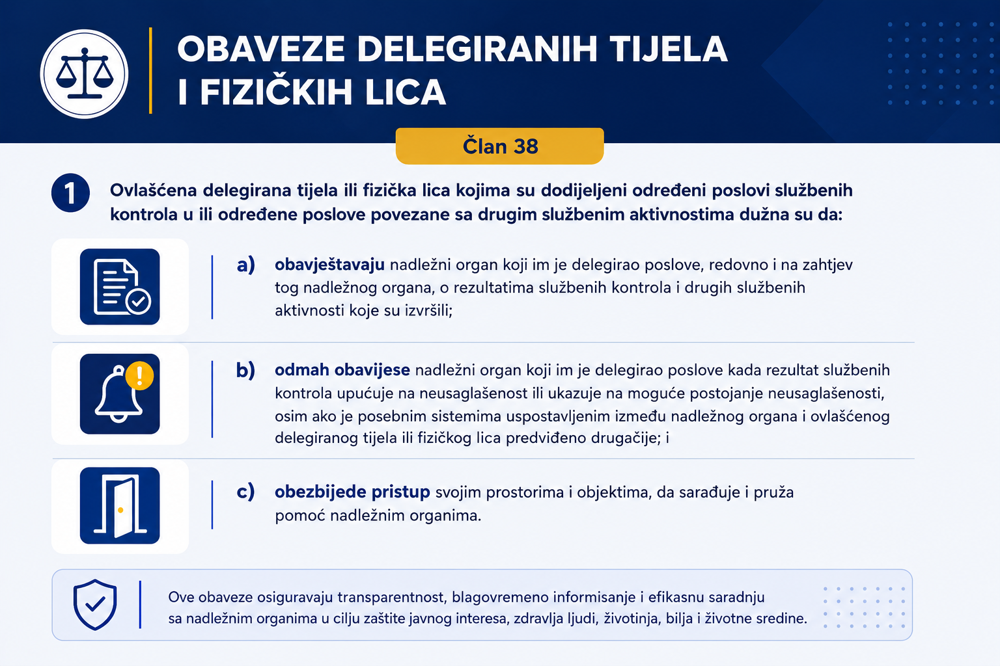 OBAVEZE DELEGIRANIH TIJELA
I FIZIČKIH LICA
Član 38
1
Ovlašćena delegirana tijela ili fizička lica kojima su dodijeljeni određeni poslovi službenih
kontrola u ili određene poslove povezane sa drugim službenim aktivnostima dužna su da:
a) obavještavaju nadležni organ koji im je delegirao poslove, redovno i na zahtjev
tog nadležnog organa, o rezultatima službenih kontrola i drugih službenih
aktivnosti koje su izvršili;
!
b) odmah obavijese nadležni organ koji im je delegirao poslove kada rezultat službenih
kontrola upućuje na neusaglašenost ili ukazuje na moguće postojanje neusaglašenosti,
osim ako je posebnim sistemima uspostavljenim između nadležnog organa i ovlašćenog
delegiranog tijela ili fizičkog lica predviđeno drugačije; i
c) obezbijede pristup svojim prostorima i objektima, da sarađuje i pruža
pomoć nadležnim organima.
Ove obaveze osiguravaju transparentnost, blagovremeno informisanje i efikasnu saradnju
sa nadležnim organima u cilju zaštite javnog interesa, zdravlja ljudi, životinja, bilja i životne sredine.